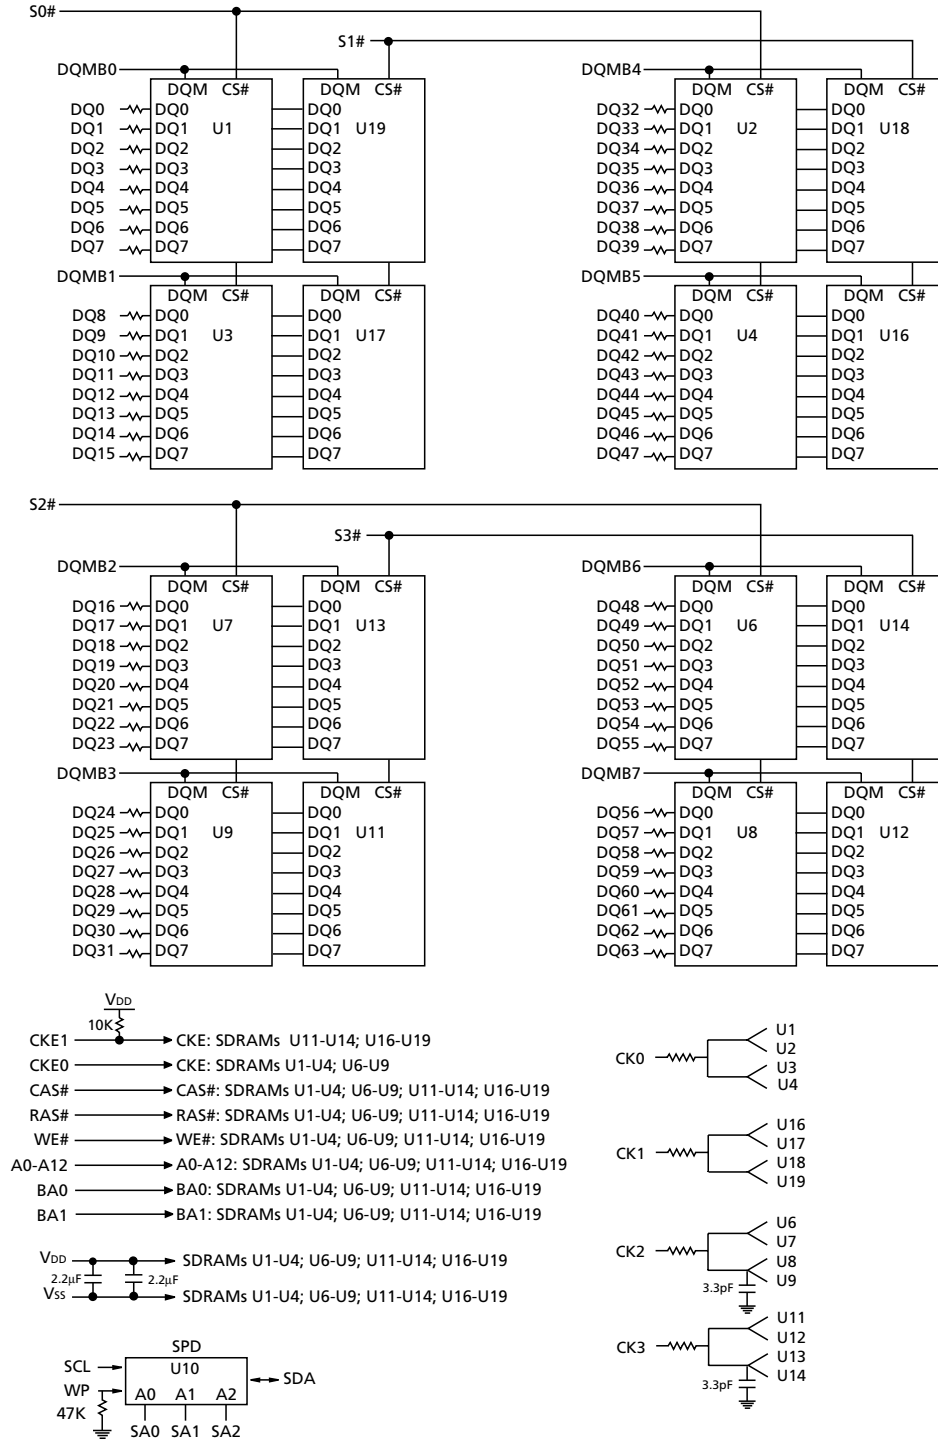 S0#
S1#
DQMB0 DQMB4
DQM CS# DQM CS# DQM CS# DQM CS#
DQ0 DQ0 DQ0 DQ32 DQ0 DQ0
DQ1 DQ1 U1 DQ1 U19 DQ33 DQ1 U2 DQ1 U18
DQ2 DQ2 DQ2 DQ34 DQ2 DQ2
DQ3 DQ3 DQ3 DQ35 DQ3 DQ3
DQ4 DQ4 DQ4 DQ36 DQ4 DQ4
DQ5 DQ5 DQ5 DQ37 DQ5 DQ5
DQ6 DQ6 DQ6 DQ38 DQ6 DQ6
DQ7 DQ7 DQ7 DQ39 DQ7 DQ7
DQMB1 DQMB5
DQM CS# DQM CS# DQM CS# DQM CS#
DQ8 DQ0 DQ0 DQ40 DQ0 DQ0
DQ9 DQ1 U3 DQ1 U17 DQ41 DQ1 U4 DQ1 U16
DQ10 DQ2 DQ2 DQ42 DQ2 DQ2
DQ11 DQ3 DQ3 DQ43 DQ3 DQ3
DQ12 DQ4 DQ4 DQ44 DQ4 DQ4
DQ13 DQ5 DQ5 DQ45 DQ5 DQ5
DQ14 DQ6 DQ6 DQ46 DQ6 DQ6
DQ15 DQ7 DQ7 DQ47 DQ7 DQ7
S2#
S3#
DQMB2 DQMB6
DQM CS# DQM CS# DQM CS# DQM CS#
DQ16 DQ0 DQ0 DQ48 DQ0 DQ0
DQ17 DQ1 U7 DQ1 U13 DQ49 DQ1 U6 DQ1 U14
DQ18 DQ2 DQ2 DQ50 DQ2 DQ2
DQ19 DQ3 DQ3 DQ51 DQ3 DQ3
DQ20 DQ4 DQ4 DQ52 DQ4 DQ4
DQ21 DQ5 DQ5 DQ53 DQ5 DQ5
DQ22 DQ6 DQ6 DQ54 DQ6 DQ6
DQ23 DQ7 DQ7 DQ55 DQ7 DQ7
DQMB3 DQMB7
DQM CS# DQM CS# DQM CS# DQM CS#
DQ24 DQ0 DQ0 DQ56 DQ0 DQ0
DQ25 DQ1 U9 DQ1 U11 DQ57 DQ1 U8 DQ1 U12
DQ26 DQ2 DQ2 DQ58 DQ2 DQ2
DQ27 DQ3 DQ3 DQ59 DQ3 DQ3
DQ28 DQ4 DQ4 DQ60 DQ4 DQ4
DQ29 DQ5 DQ5 DQ61 DQ5 DQ5
DQ30 DQ6 DQ6 DQ62 DQ6 DQ6
DQ31 DQ7 DQ7 DQ63 DQ7 DQ7
VDD
10K
CKE1 CKE: SDRAMs U11-U14; U16-U19
CKE0 CKE: SDRAMs U1-U4; U6-U9
CAS# CAS#: SDRAMs U1-U4; U6-U9; U11-U14; U16-U19
RAS# RAS#: SDRAMs U1-U4; U6-U9; U11-U14; U16-U19
WE# WE#: SDRAMs U1-U4; U6-U9; U11-U14; U16-U19
A0-A12 A0-A12: SDRAMs U1-U4; U6-U9; U11-U14; U16-U19
BA0 BA0: SDRAMs U1-U4; U6-U9; U11-U14; U16-U19
BA1 BA1: SDRAMs U1-U4; U6-U9; U11-U14; U16-U19
VDD SDRAMs U1-U4; U6-U9; U11-U14; U16-U19
2.2µF 2.2µF
VSS SDRAMs U1-U4; U6-U9; U11-U14; U16-U19
SPD
SCL U10 SDA
WP A0 A1 A2
47K
SA0 SA1 SA2
U1
U2
CK0
U3
U4
U16
U17
CK1
U18
U19
U6
U7
CK2
U8
U9
3.3pF
U11
U12
CK3
U13
U14
3.3pF